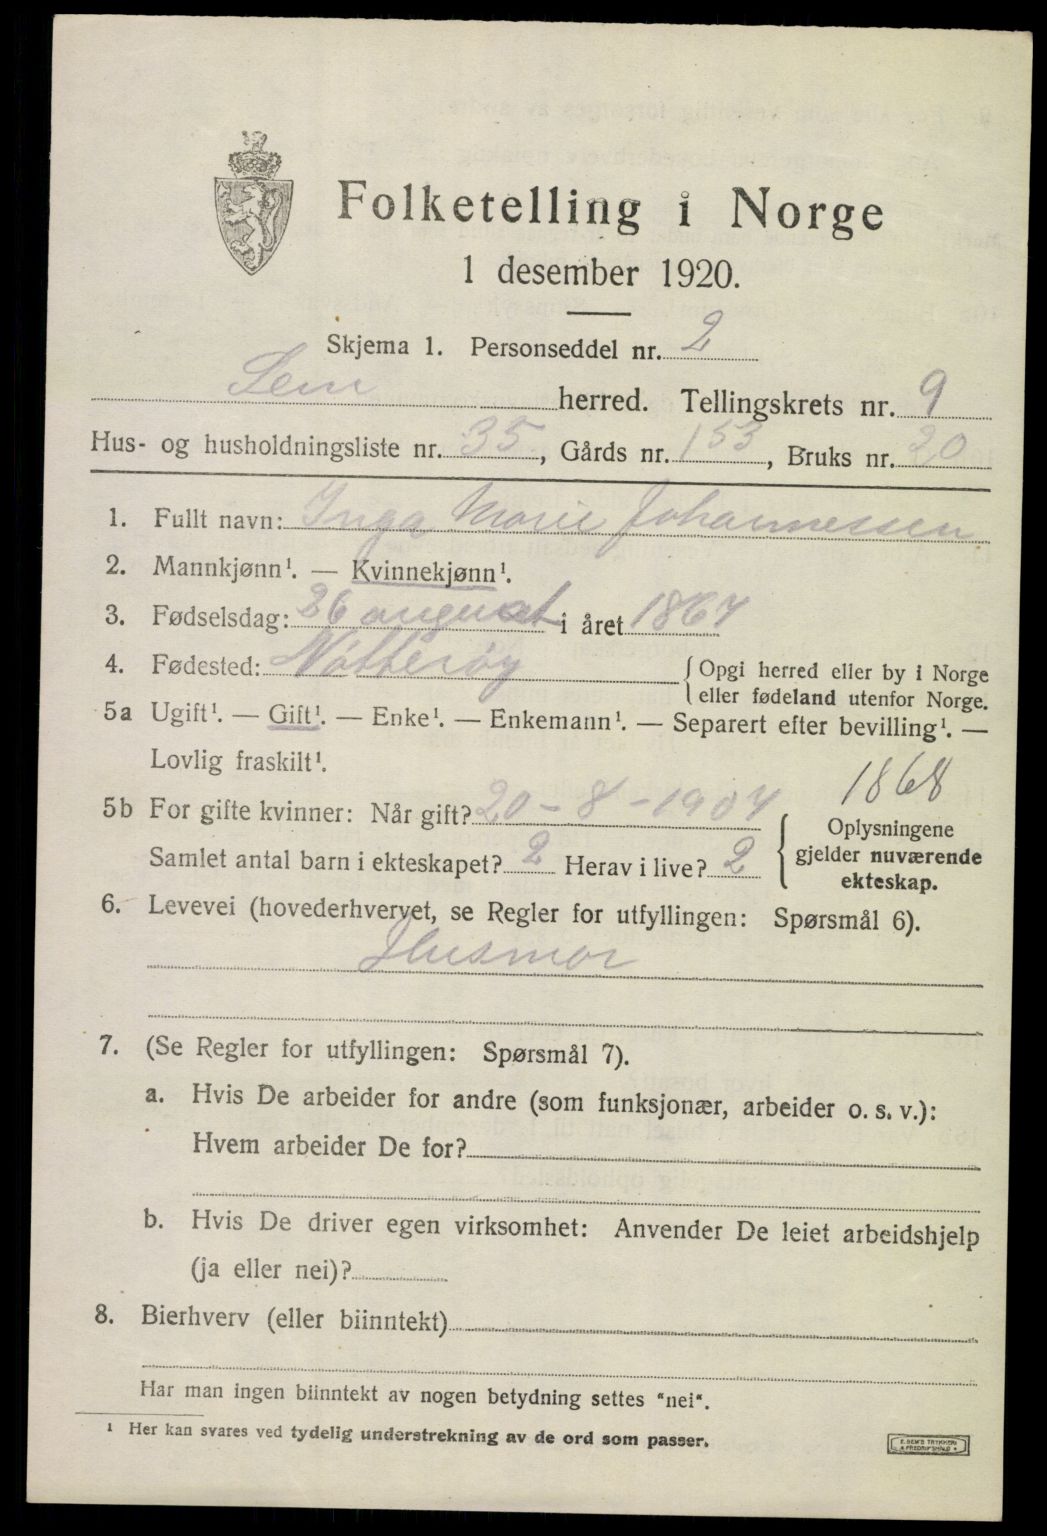 Folketelling i Norge
1 desember 1920.
Skjema 1. Personseddel nr. 2
Sem herred. Tellingskrets nr. 9
Hus- og husholdningsliste nr. 35, Gårds nr. 153, Bruks nr. 20
1. Fullt navn: Inga Marie Johannessen
2. Mannkjønn¹. — Kvinnekjønn¹.
3. Fødselsdag: 26 august i året 1867
4. Fødested: Nøtterøy { Opgi herred eller by i Norge
eller fødeland utenfor Norge.
5a Ugift¹. — Gift¹. — Enke¹. — Enkemann¹. — Separert efter bevilling¹. —
Lovlig fraskilt¹.
1868
5b For gifte kvinner: Når gift? 20-8-1907
Samlet antal barn i ekteskapet? 2 Herav i live? 2
{ Oplysningene
gjelder nuværende
ekteskap.
6. Levevei (hovederhvervet, se Regler for utfyllingen: Spørsmål 6).
Husmor
7. (Se Regler for utfyllingen: Spørsmål 7).
a. Hvis De arbeider for andre (som funksjonær, arbeider o. s. v.):
Hvem arbeider De for?
b. Hvis De driver egen virksomhet: Anvender De leiet arbeidshjelp
(ja eller nei)?
8. Bierhverv (eller biinntekt)
Har man ingen biinntekt av nogen betydning settes "nei".
¹ Her kan svares ved tydelig understrekning av de ord som passer.
E. SEM'S TRYKKERI
FREDRIKSHALD